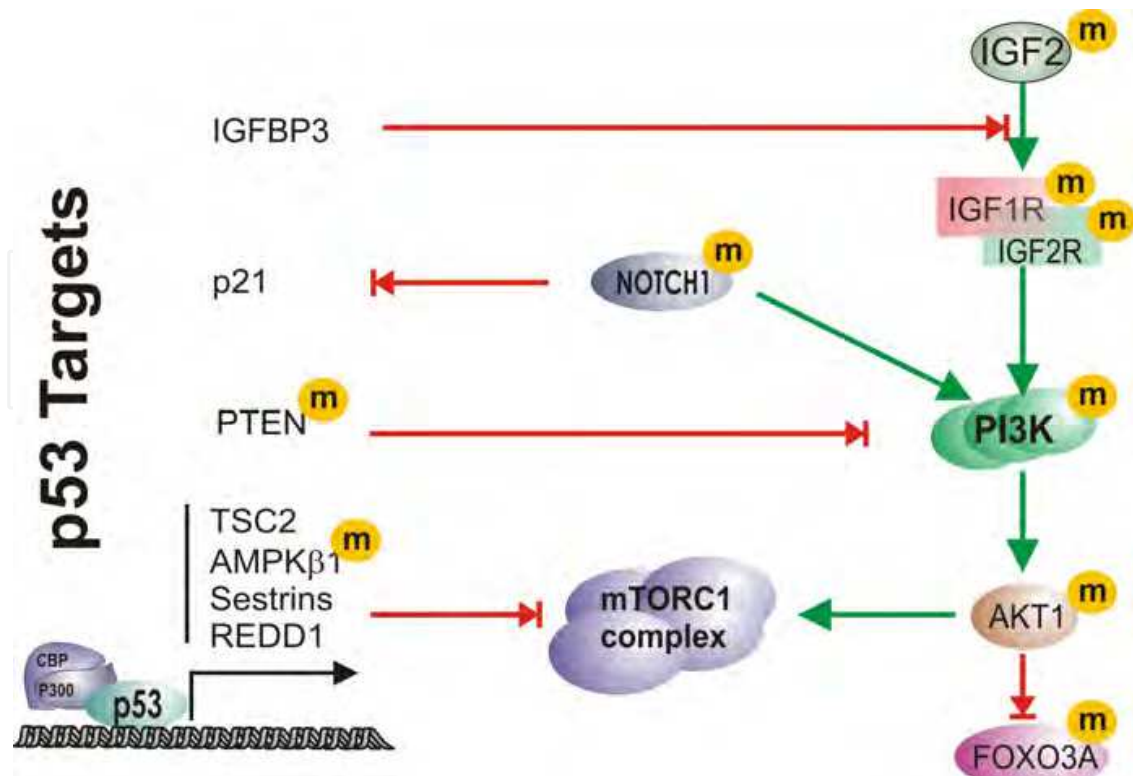 m
IGF2
IGFBP3
m
IGF1R
m
IGF2R
p53 Targets
p21
m
NOTCH1
PTEN
m
m
PI3K
TSC2
AMPKβ1
m
Sestrins
REDD1
mTORC1
complex
m
AKT1
CBP
P300
p53
m
FOXO3A